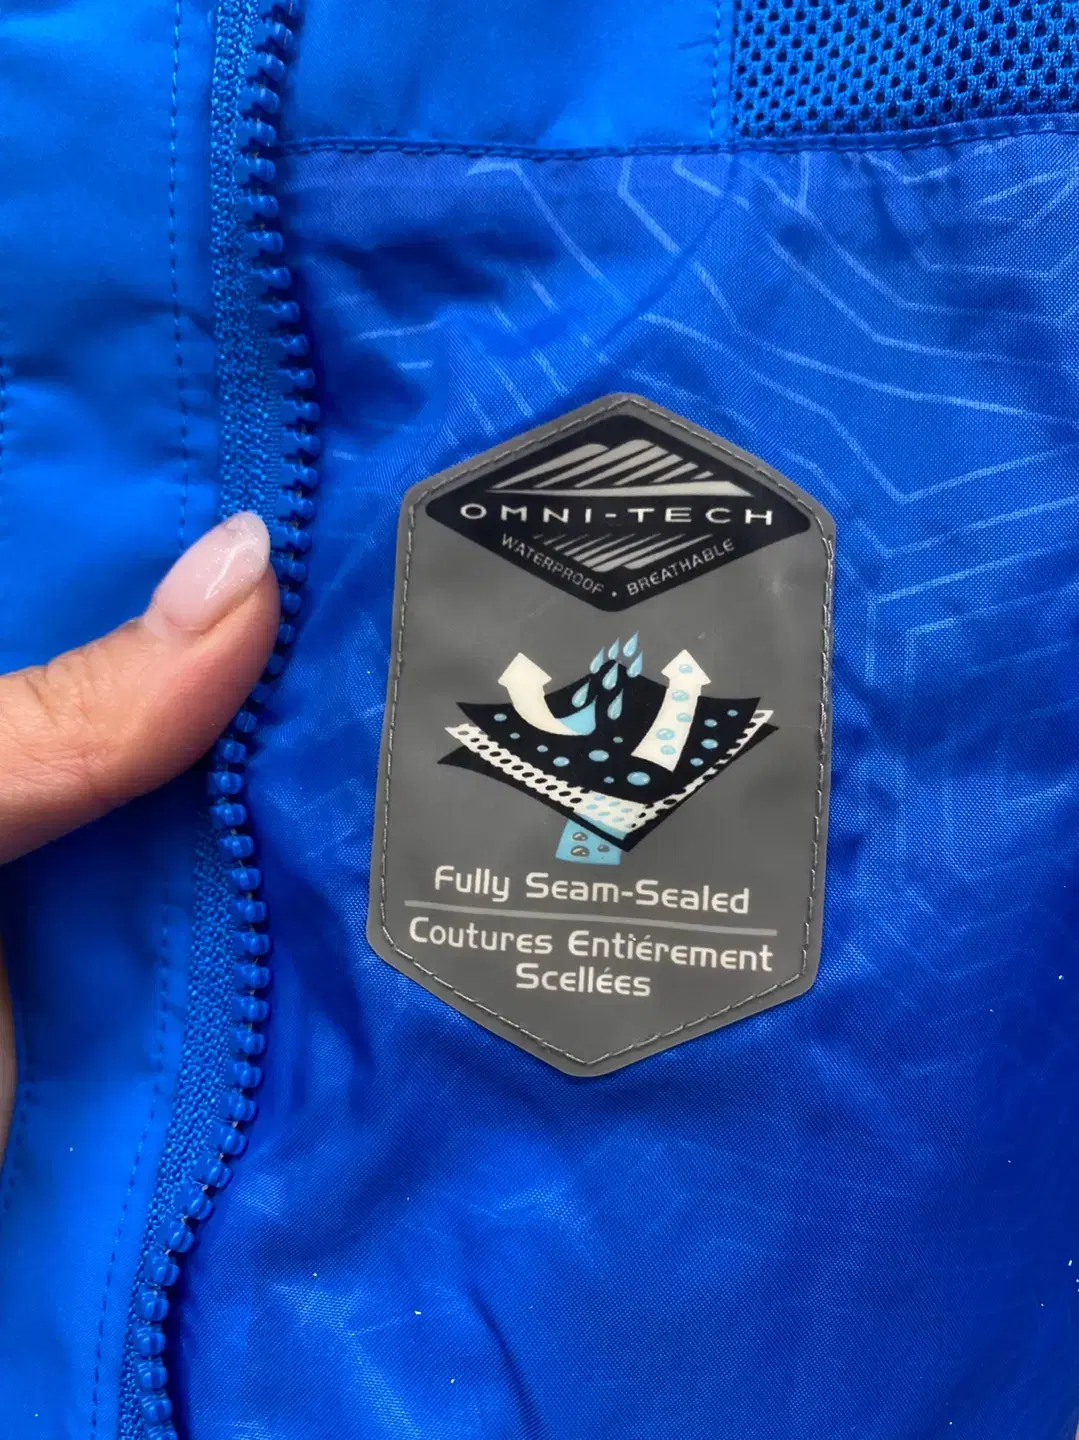 OMNI-TECH
WATERPROOF • BREATHABLE
Fully Seam-Sealed
Coutures Entiérement
Scellées